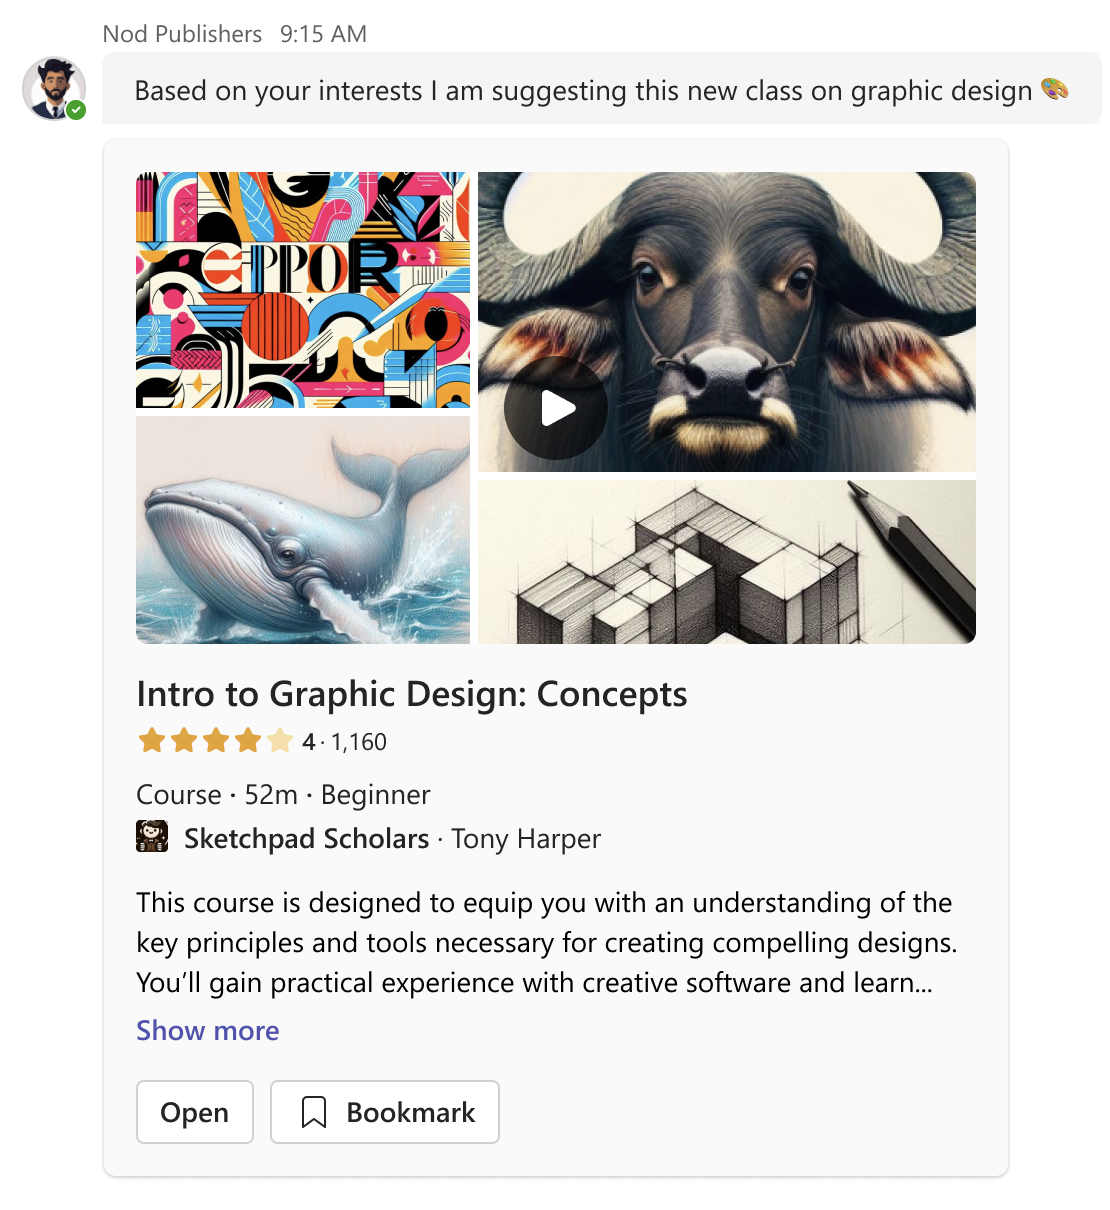 Nod Publishers 9:15 AM
Based on your interests I am suggesting this new class on graphic design 🎨
Intro to Graphic Design: Concepts
4 · 1,160
Course · 52m · Beginner
Sketchpad Scholars · Tony Harper
This course is designed to equip you with an understanding of the
key principles and tools necessary for creating compelling designs.
You’ll gain practical experience with creative software and learn...
Show more
Open
Bookmark